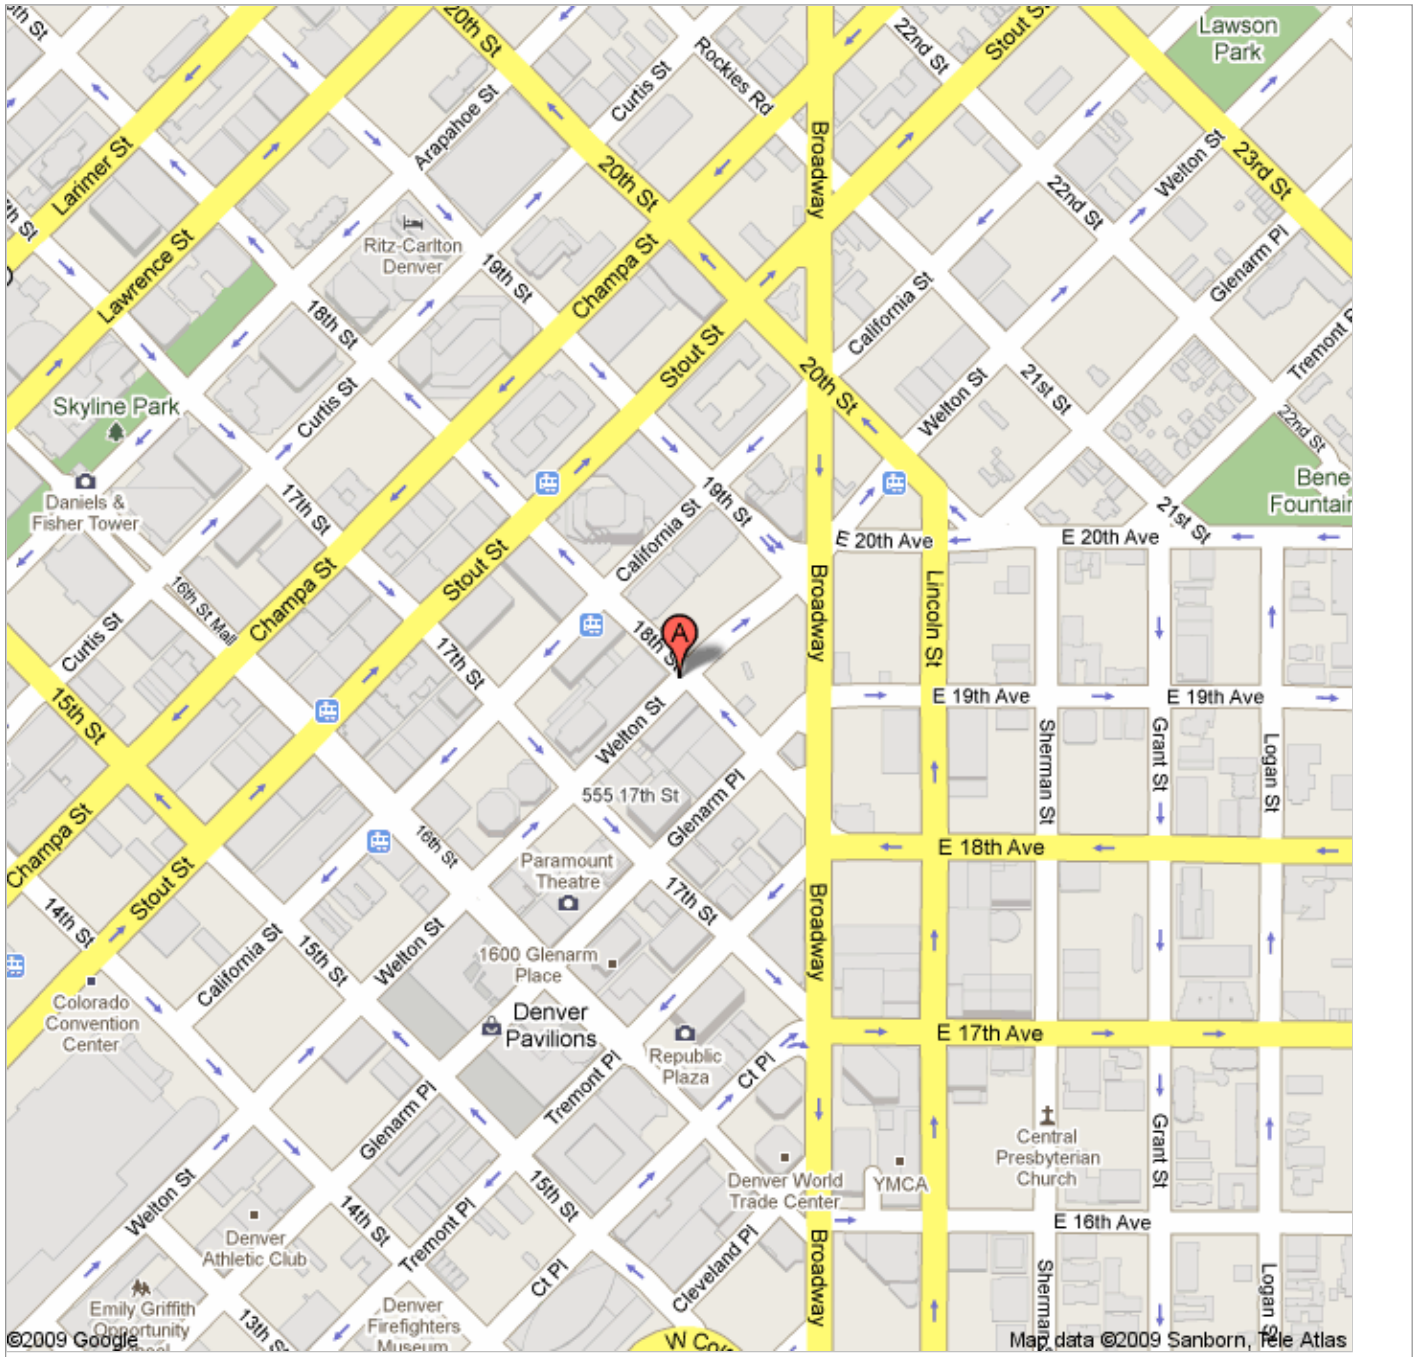 20th St
22nd St
Stout St
Lawson
Park
Rockies Rd
Curtis St
Arapahoe St
Broadway
Larimer St
20th St
22nd St
Welton St
23rd St
Ritz-Carlton
Denver
Lawrence St
19th St
Champa St
Glenarm Pl
18th St
California St
Stout St
Tremont
Skyline Park
Curtis St
20th St
Welton St
21st St
22nd St
Daniels &
Fisher Tower
17th St
19th St
Bene
Fountain
21st St
California St
E 20th Ave
E 20th Ave
Stout St
Champa St
16th St Mall
Broadway
Lincoln St
Curtis St
17th St
18th St
A
E 19th Ave
E 19th Ave
15th St
Welton St
Sherman St
Grant St
Logan St
555 17th St
Glenarm Pl
Champa St
16th St
E 18th Ave
Paramount
Theatre
Stout St
17th St
Broadway
14th St
Welton St
California St
15th St
1600 Glenarm
Place
Colorado
Convention
Center
Denver
Pavilions
E 17th Ave
Republic
Plaza
Ct Pl
Tremont Pl
Glenarm Pl
Central
Presbyterian
Church
Grant St
Denver World
Trade Center
YMCA
Welton St
15th St
14th St
Tremont Pl
E 16th Ave
Denver
Athletic Club
Ct Pl
Cleveland Pl
Broadway
Sherman
Logan St
Emily Griffith
Opportunity
13th St
Denver
Firefighters
Museum
W Col
©2009 Google
Map data ©2009 Sanborn, Tele Atlas